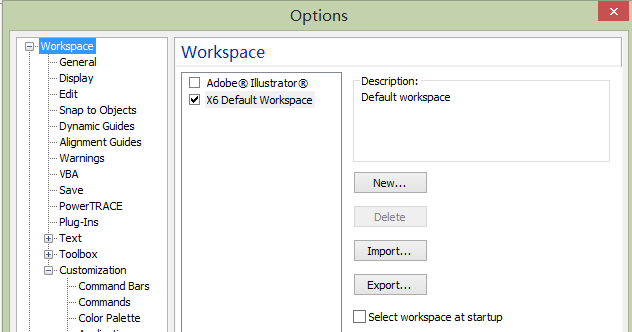 Options
Workspace
General
Display
Edit
Snap to Objects
Dynamic Guides
Alignment Guides
Warnings
VBA
Save
PowerTRACE
Plug-Ins
Text
Toolbox
Customization
Command Bars
Commands
Color Palette
Workspace
Adobe® Illustrator®
X6 Default Workspace
Description:
Default workspace
New...
Delete
Import...
Export...
Select workspace at startup